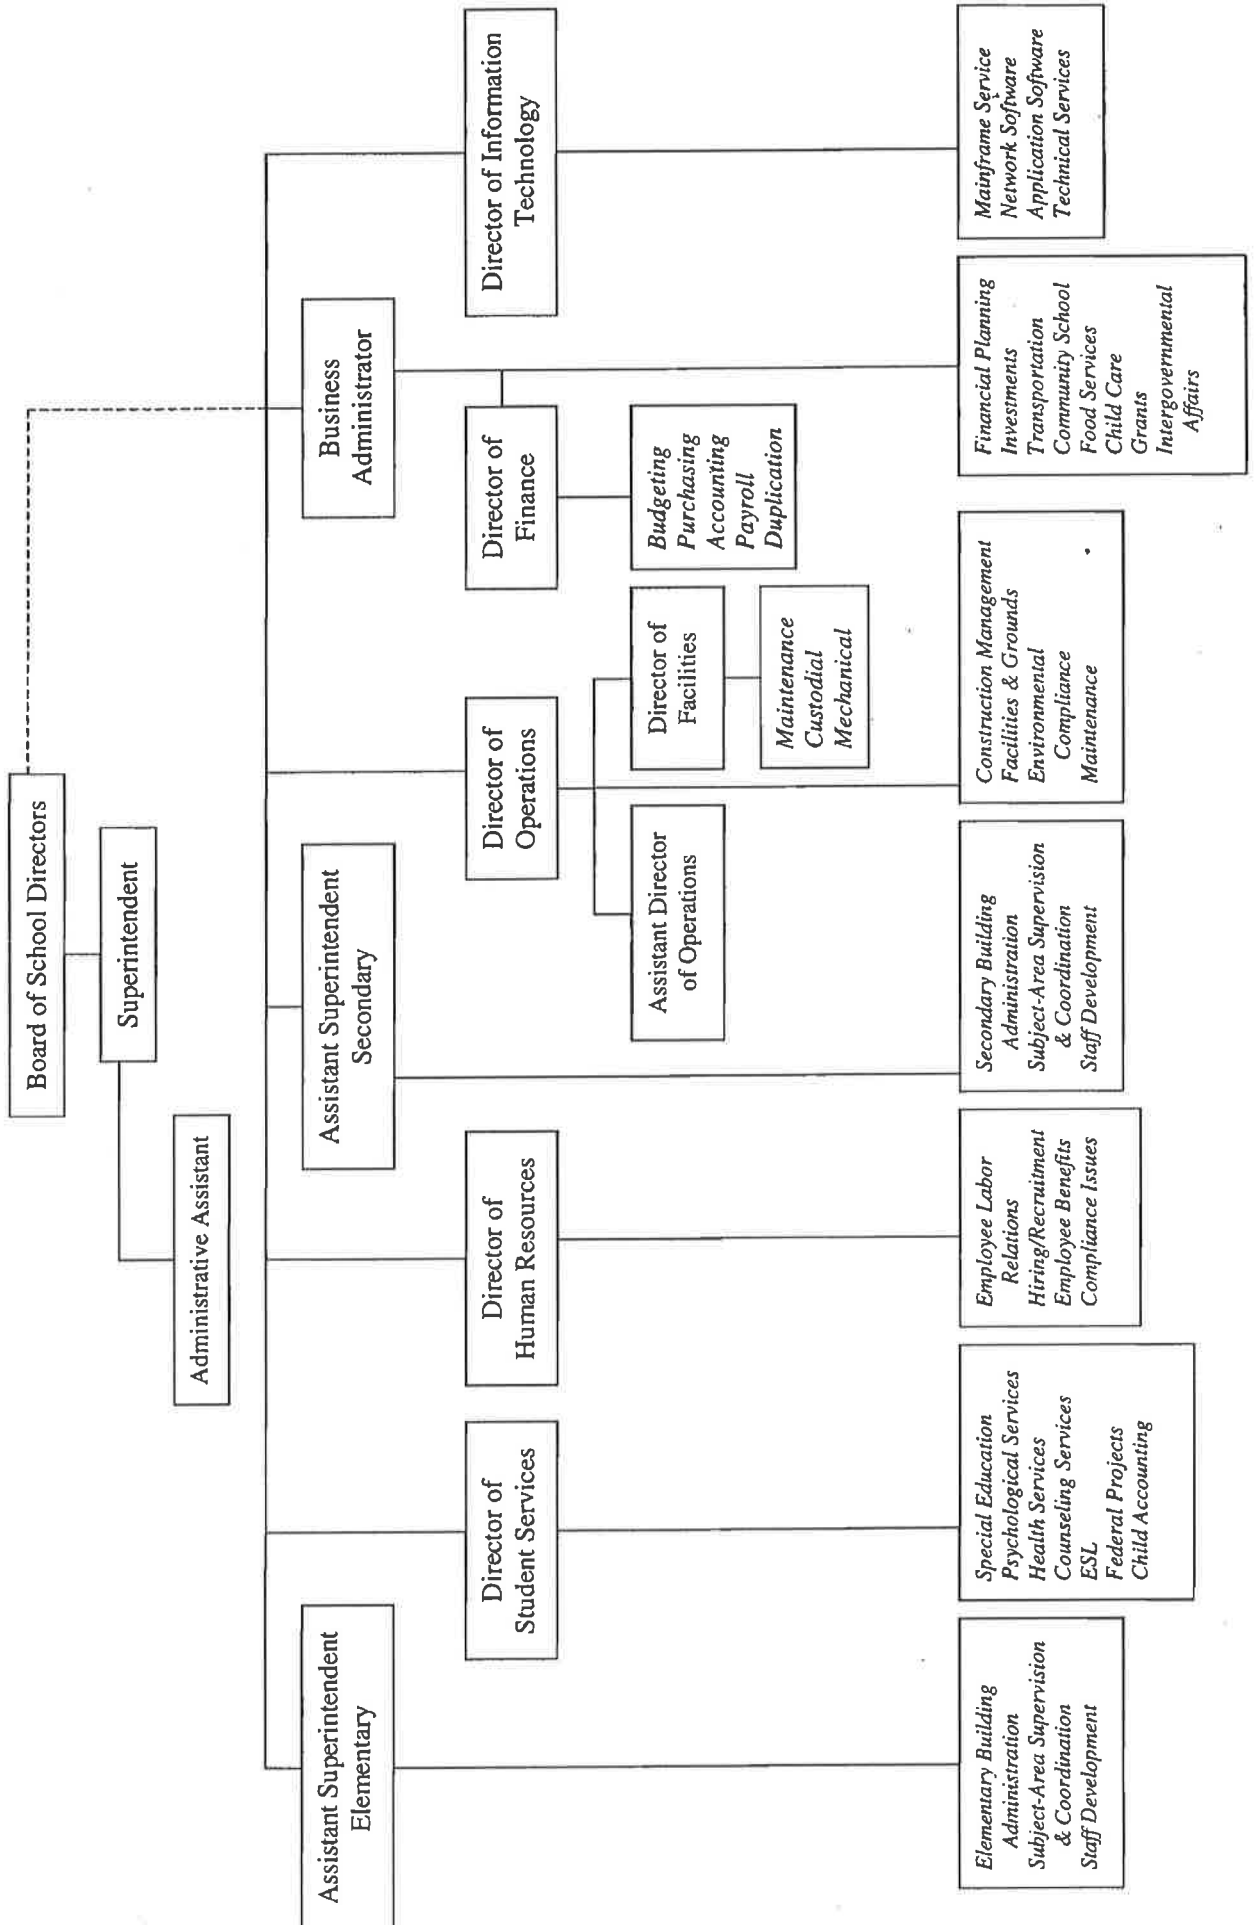 Board of School Directors
Superintendent
Administrative Assistant
Assistant Superintendent
Elementary
Assistant Superintendent
Secondary
Business
Administrator
Director of
Student Services
Director of
Human Resources
Director of
Operations
Director of
Finance
Director of Information
Technology
Assistant Director
of Operations
Director of
Facilities
Budgeting
Purchasing
Accounting
Payroll
Duplication
Maintenance
Custodial
Mechanical
Elementary Building
Administration
Subject-Area Supervision
& Coordination
Staff Development
Special Education
Psychological Services
Health Services
Counseling Services
ESL
Federal Projects
Child Accounting
Employee Labor
Relations
Hiring/Recruitment
Employee Benefits
Compliance Issues
Secondary Building
Administration
Subject-Area Supervision
& Coordination
Staff Development
Construction Management
Facilities & Grounds
Environmental
Compliance
Maintenance
Financial Planning
Investments
Transportation
Community School
Food Services
Child Care
Grants
Intergovernmental
Affairs
Mainframe Service
Network Software
Application Software
Technical Services